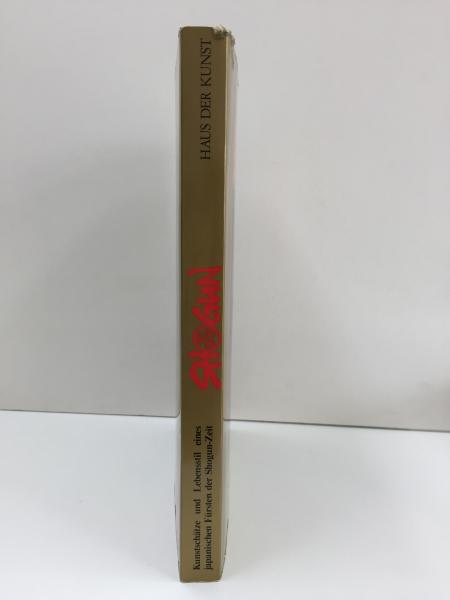 Kunstschätze und Lebensstil eines
japanischen Fürsten der Shogun-Zeit
SHOGUN
HAUS DER KUNST